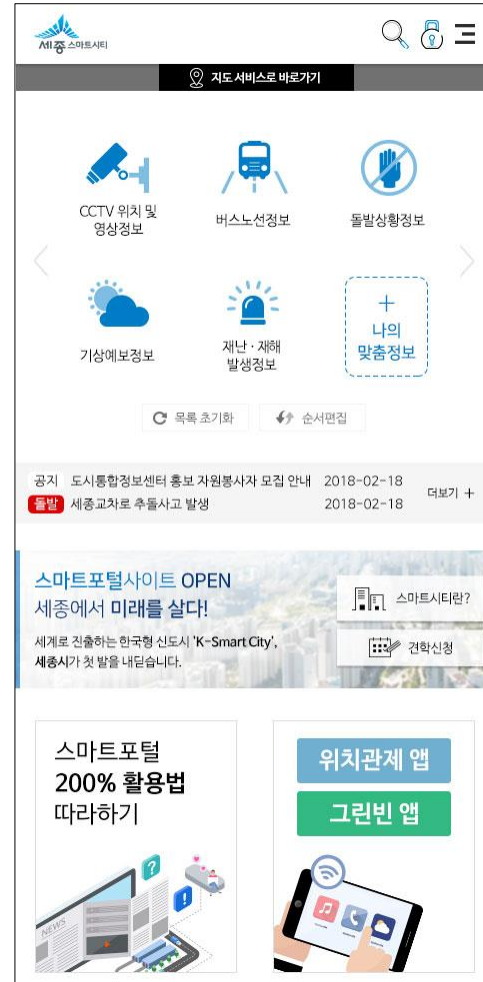 세종 스마트시티
지도 서비스로 바로가기
CCTV 위치 및
영상정보
버스노선정보
돌발상황정보
기상예보정보
재난 · 재해
발생정보
+
나의
맞춤정보
목록 초기화
순서편집
공지 도시통합정보센터 홍보 자원봉사자 모집 안내 2018-02-18
돌발 세종교차로 추돌사고 발생 2018-02-18
더보기 +
스마트포털사이트 OPEN
세종에서 미래를 살다!
세계로 진출하는 한국형 신도시 'K-Smart City',
세종시가 첫 발을 내딛습니다.
스마트시티란?
견학신청
스마트포털
200% 활용법
따라하기
?
!
NEWS
위치관제 앱
그린빈 앱